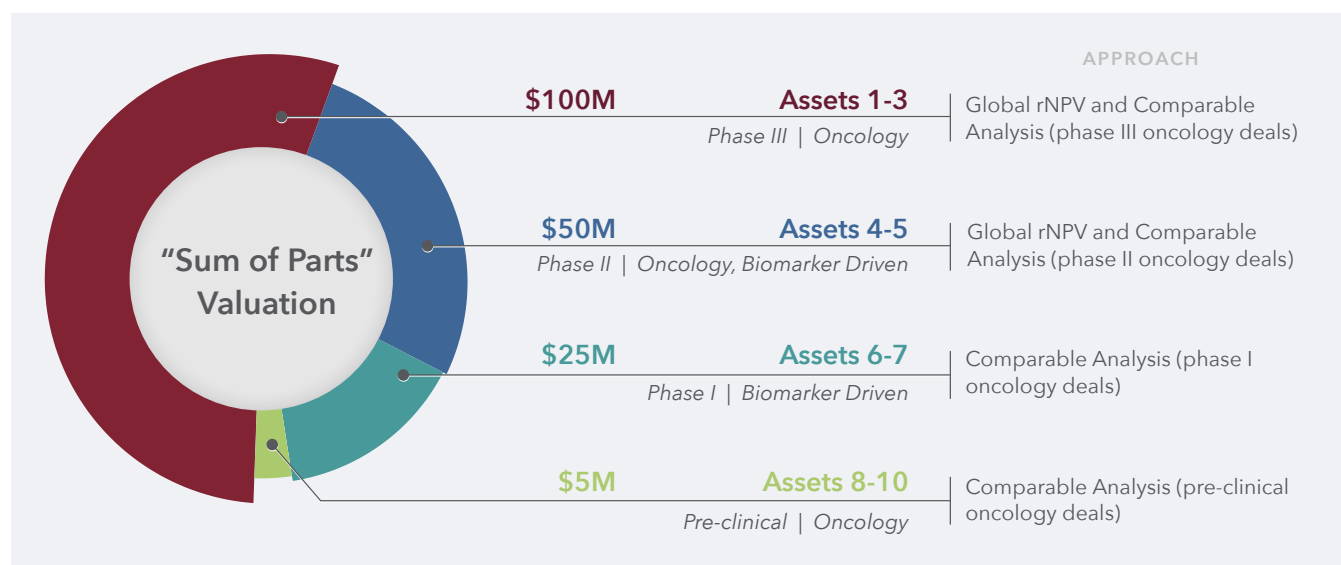 "Sum of Parts"
Valuation
APPROACH
$100M Assets 1-3
Phase III | Oncology
Global rNPV and Comparable
Analysis (phase III oncology deals)
$50M Assets 4-5
Phase II | Oncology, Biomarker Driven
Global rNPV and Comparable
Analysis (phase II oncology deals)
$25M Assets 6-7
Phase I | Biomarker Driven
Comparable Analysis (phase I
oncology deals)
$5M Assets 8-10
Pre-clinical | Oncology
Comparable Analysis (pre-clinical
oncology deals)